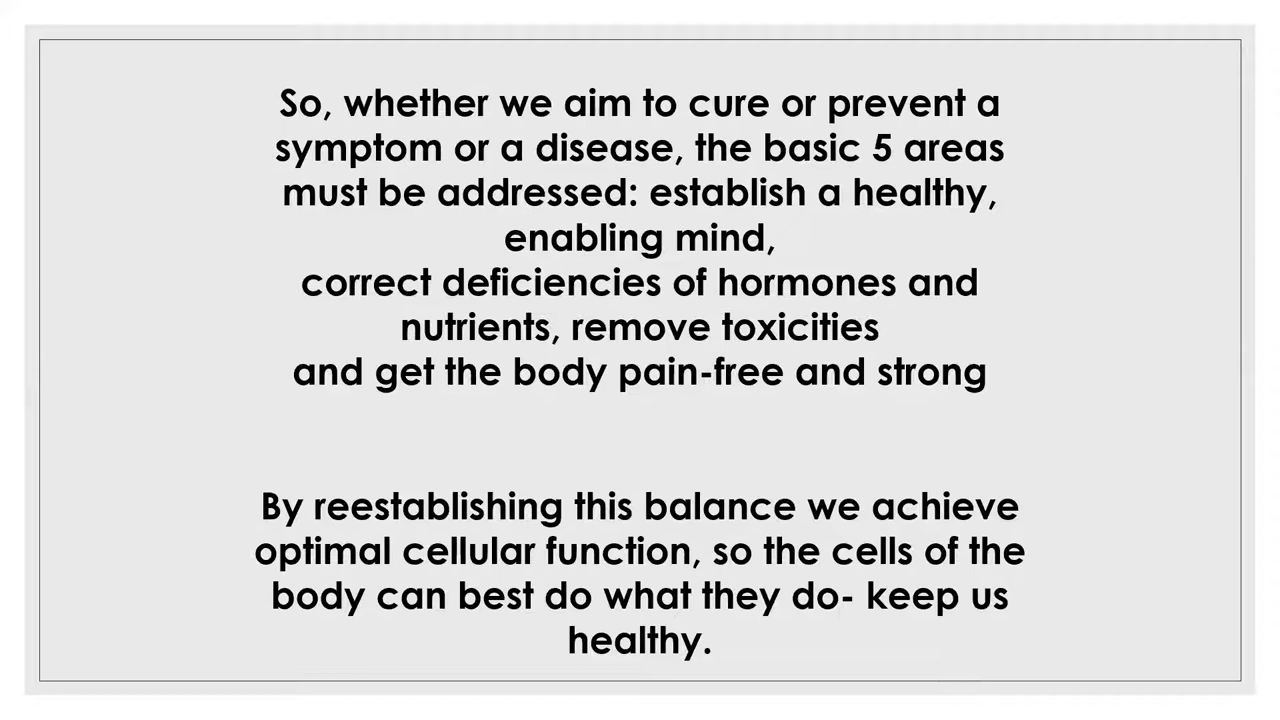 So, whether we aim to cure or prevent a
symptom or a disease, the basic 5 areas
must be addressed: establish a healthy,
enabling mind,
correct deficiencies of hormones and
nutrients, remove toxicities
and get the body pain-free and strong
By reestablishing this balance we achieve
optimal cellular function, so the cells of the
body can best do what they do- keep us
healthy.